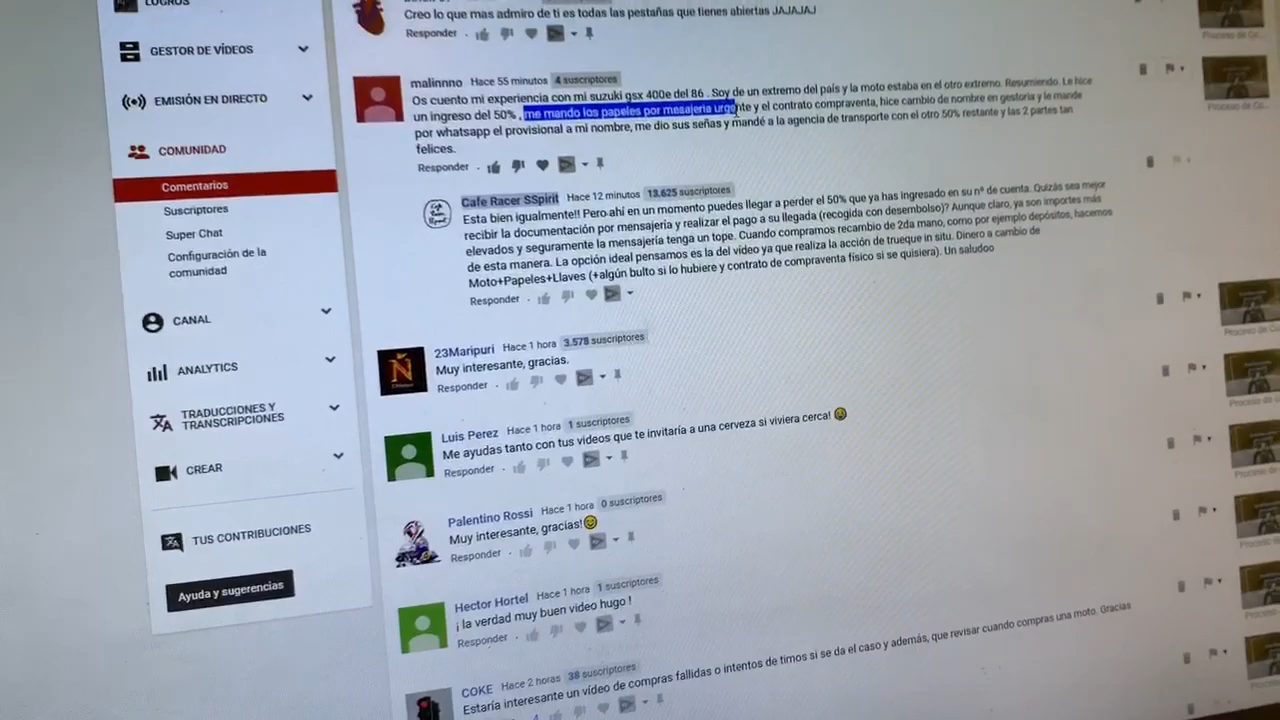 LOGROS
GESTOR DE VÍDEOS
EMISIÓN EN DIRECTO
COMUNIDAD
Comentarios
Suscriptores
Super Chat
Configuración de la
comunidad
CANAL
ANALYTICS
TRADUCCIONES Y
TRANSCRIPCIONES
CREAR
TUS CONTRIBUCIONES
Ayuda y sugerencias
Creo lo que mas admiro de ti es todas las pestañas que tienes abiertas JAJAJAJ
Responder
malinnno Hace 55 minutos 4 suscriptores
Os cuento mi experiencia con mi suzuki gsx 400e del 86 . Soy de un extremo del país y la moto estaba en el otro extremo. Resumiendo. Le hice
un ingreso del 50% , me mando los papeles por mesajeria urgente y el contrato compraventa, hice cambio de nombre en gestoria y le mande
por whatsapp el provisional a mi nombre, me dio sus señas y mandé a la agencia de transporte con el otro 50% restante y las 2 partes tan
felices.
Responder
Cafe Racer SSpirit Hace 12 minutos 13.625 suscriptores
Esta bien igualmente!! Pero ahí en un momento puedes llegar a perder el 50% que ya has ingresado en su nº de cuenta. Quizás sea mejor
recibir la documentación por mensajería y realizar el pago a su llegada (recogida con desembolso)? Aunque claro, ya son importes más
elevados y seguramente la mensajería tenga un tope. Cuando compramos recambio de 2da mano, como por ejemplo depósitos, hacemos
de esta manera. La opción ideal pensamos es la del vídeo ya que realiza la acción de trueque in situ. Dinero a cambio de
Moto+Papeles+Llaves (+algún bulto si lo hubiere y contrato de compraventa físico si se quisiera). Un saludoo
Responder
23Maripuri Hace 1 hora 3.578 suscriptores
Muy interesante, gracias.
Responder
Luis Perez Hace 1 hora 1 suscriptores
Me ayudas tanto con tus videos que te invitaría a una cerveza si viviera cerca!
Responder
Palentino Rossi Hace 1 hora 0 suscriptores
Muy interesante, gracias!
Responder
Hector Hortel Hace 1 hora 1 suscriptores
¡ la verdad muy buen video hugo !
Responder
COKE Hace 2 horas 38 suscriptores
Estaría interesante un vídeo de compras fallidas o intentos de timos si se da el caso y además, que revisar cuando compras una moto. Gracias